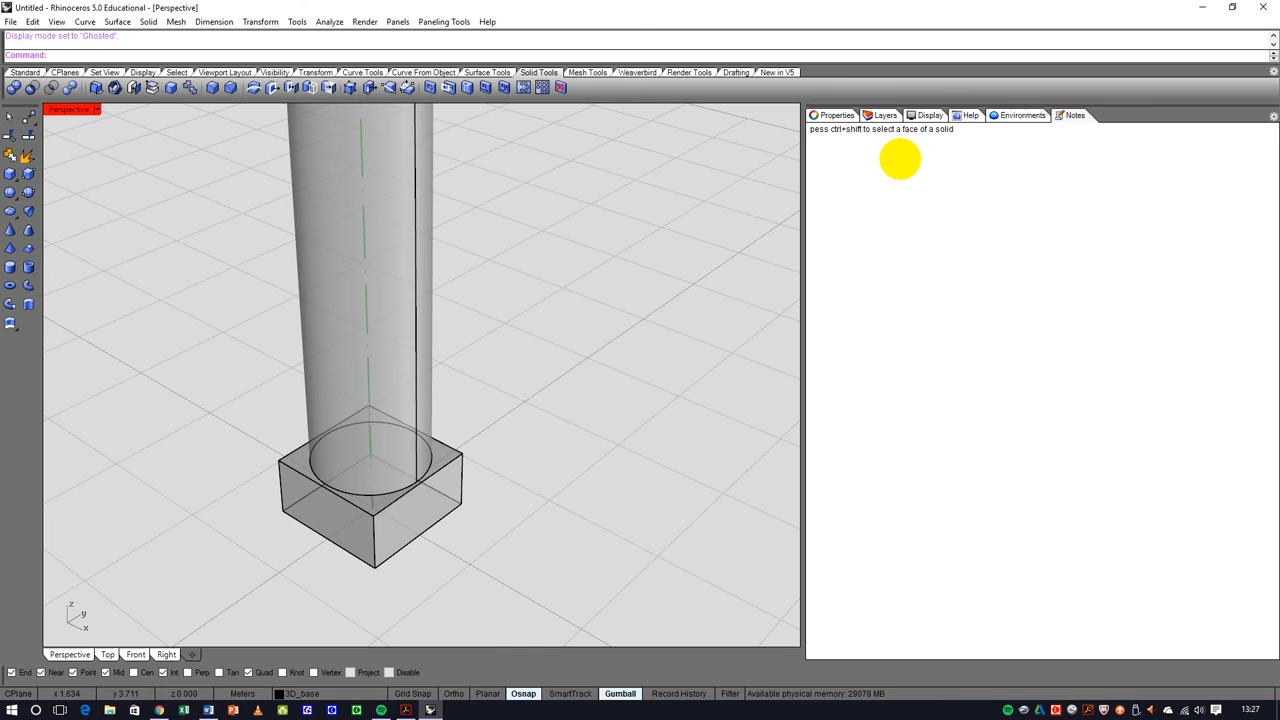 Untitled - Rhinoceros 5.0 Educational - [Perspective]
File Edit View Curve Surface Solid Mesh Dimension Transform Tools Analyze Render Panels Paneling Tools Help
Display mode set to "Ghosted".
Command:
Standard CPlanes Set View Display Select Viewport Layout Visibility Transform Curve Tools Curve From Object Surface Tools Solid Tools Mesh Tools Weaverbird Render Tools Drafting New in V5
Perspective
Properties Layers Display Help Environments Notes
pess ctrl+shift to select a face of a solid
z
y
x
Perspective Top Front Right
End Near Point Mid Cen Int Perp Tan Quad Knot Vertex Project Disable
CPlane x 1.634 y 3.711 z 0.000 Meters 3D_base Grid Snap Ortho Planar Osnap SmartTrack Gumball Record History Filter Available physical memory: 29078 MB
13:27